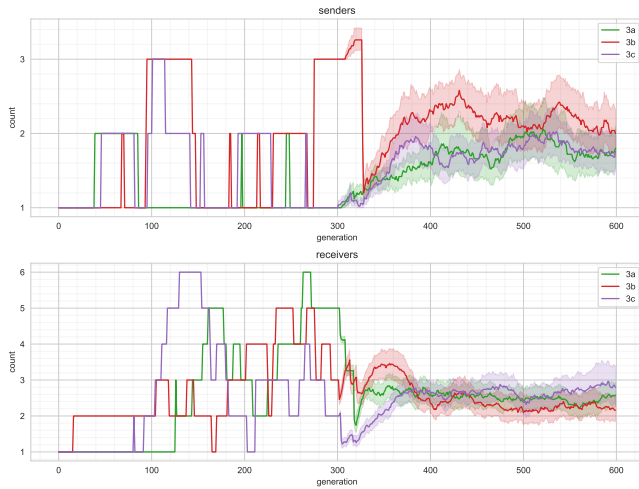 senders
3a
3b
3c
count
3
2
1
0 100 200 300 400 500 600
generation
receivers
3a
3b
3c
count
6
5
4
3
2
1
0 100 200 300 400 500 600
generation